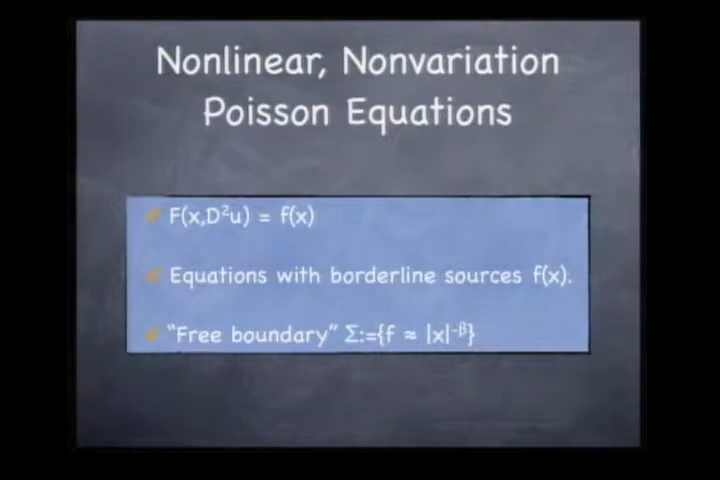 Nonlinear, Nonvariation
Poisson Equations
F(x,D²u) = f(x)
Equations with borderline sources f(x).
"Free boundary" Σ:={f ≈ |x|⁻ᵝ}